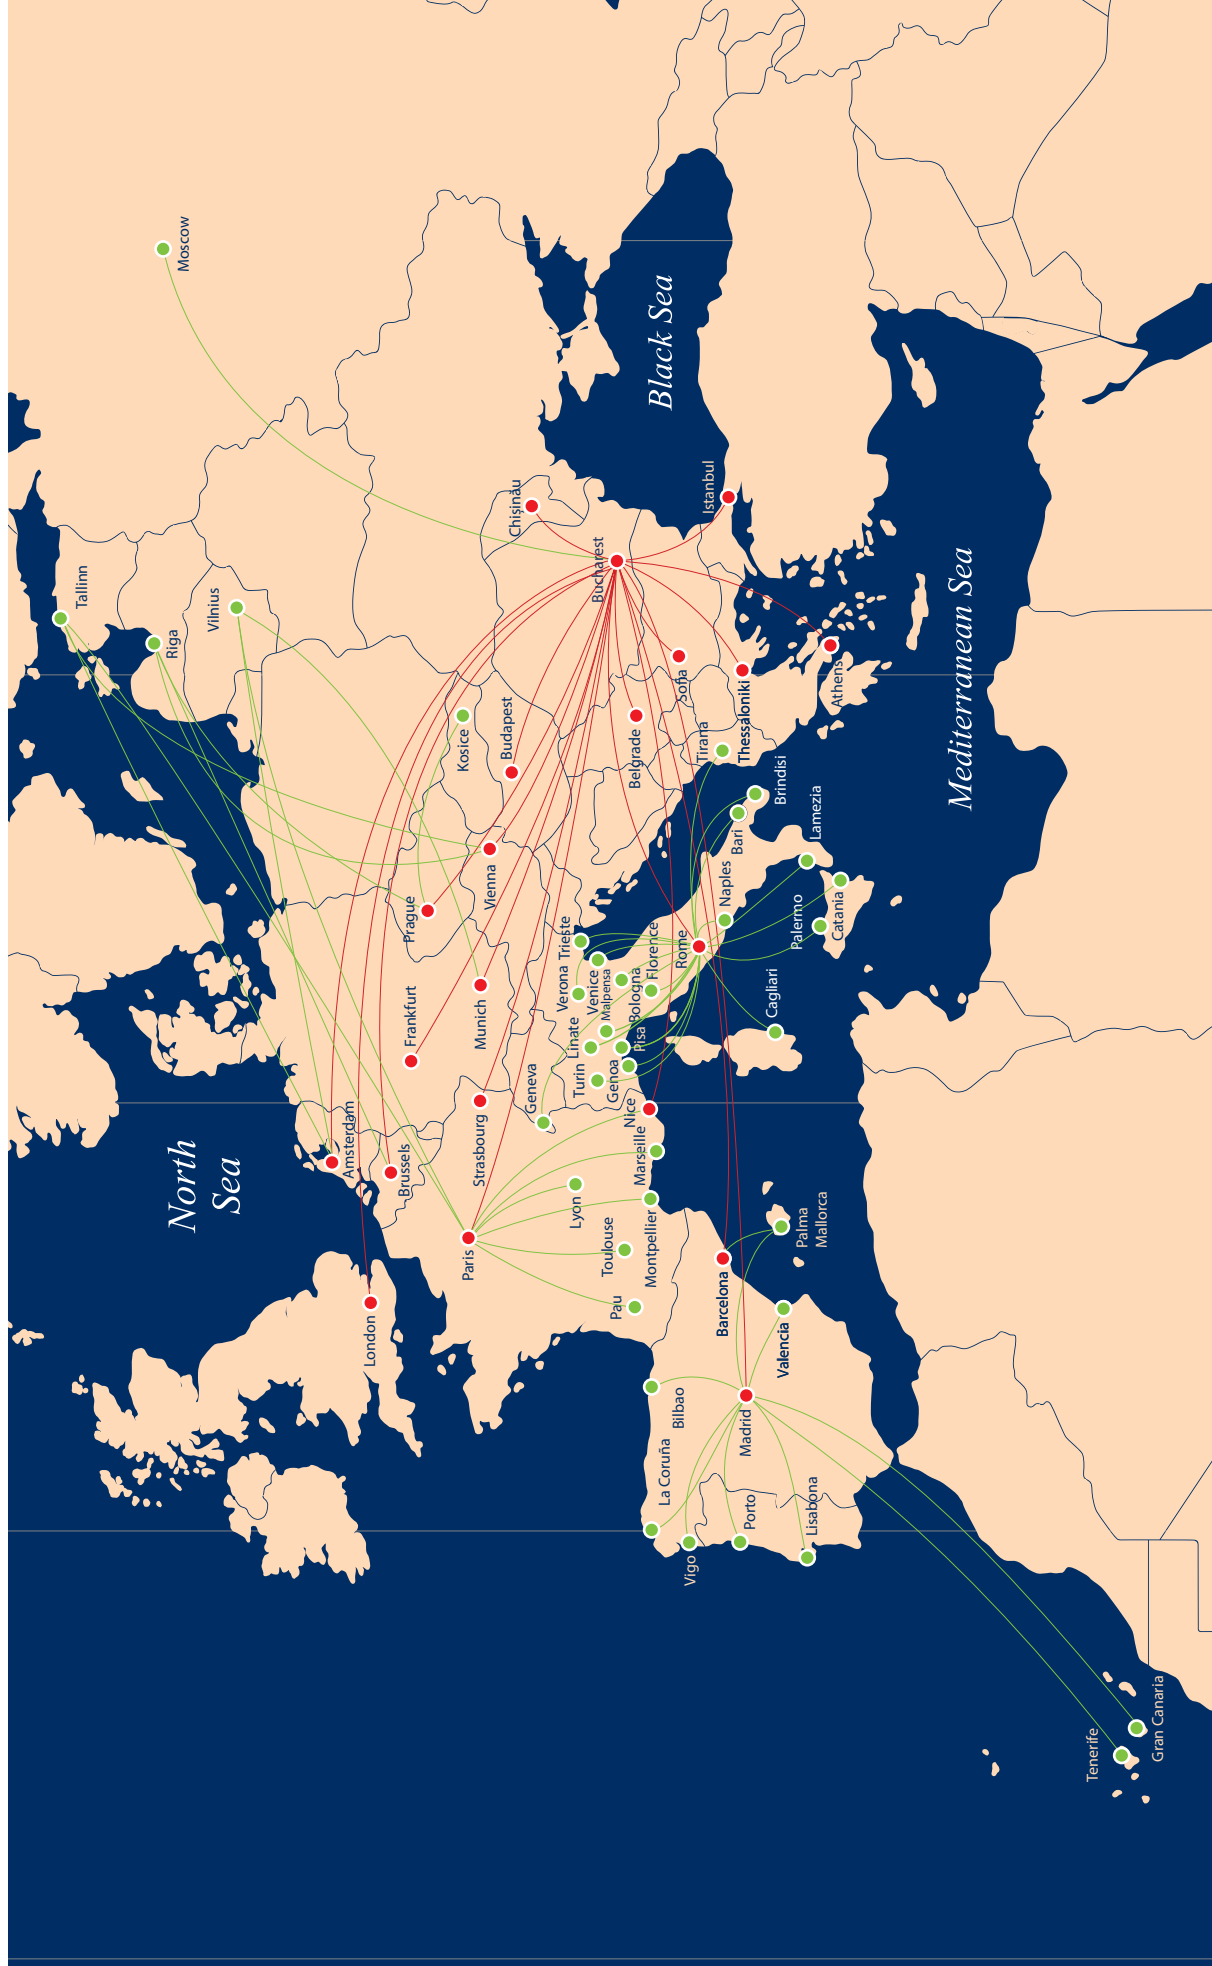 Moscow
Tallinn
Riga
Vilnius
North
Sea
Amsterdam
Brussels
London
Frankfurt
Prague
Kosice
Budapest
Vienna
Munich
Strasbourg
Paris
Chișinău
Bucharest
Black Sea
Istanbul
Sofia
Belgrade
Tirana
Thessaloniki
Athens
Mediterranean Sea
Geneva
Lyon
Toulouse
Pau
Montpellier
Marseille
Nice
Turin
Linate
Genoa
Malpensa
Verona
Trieste
Venice
Bologna
Pisa
Florence
Rome
Naples
Bari
Brindisi
Lamezia
Palermo
Catania
Cagliari
Palma
Mallorca
Barcelona
Valencia
Madrid
Bilbao
La Coruña
Vigo
Porto
Lisabona
Tenerife
Gran Canaria